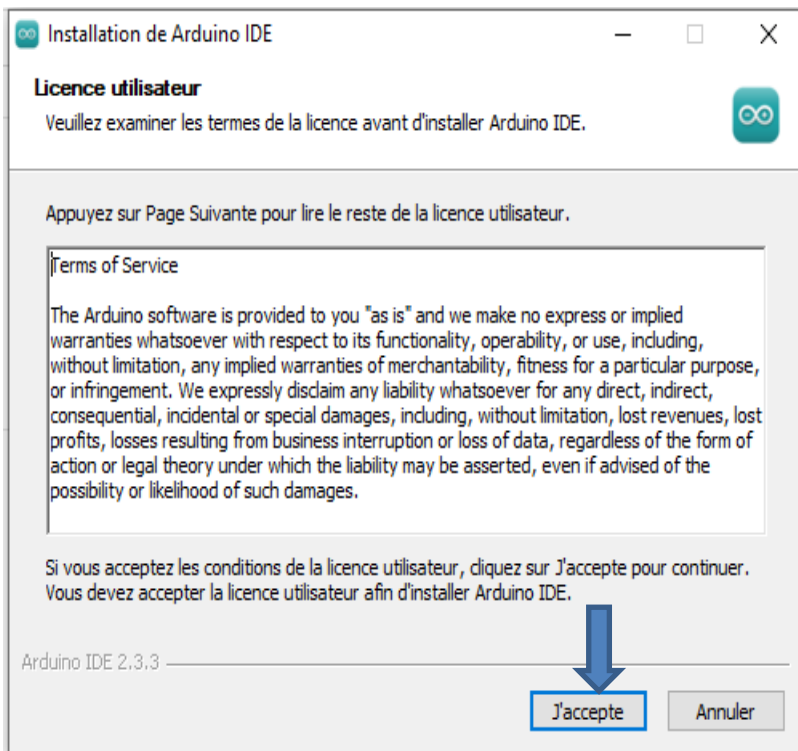 Installation de Arduino IDE
Licence utilisateur
Veuillez examiner les termes de la licence avant d'installer Arduino IDE.
Appuyez sur Page Suivante pour lire le reste de la licence utilisateur.
Terms of Service
The Arduino software is provided to you "as is" and we make no express or implied
warranties whatsoever with respect to its functionality, operability, or use, including,
without limitation, any implied warranties of merchantability, fitness for a particular purpose,
or infringement. We expressly disclaim any liability whatsoever for any direct, indirect,
consequential, incidental or special damages, including, without limitation, lost revenues, lost
profits, losses resulting from business interruption or loss of data, regardless of the form of
action or legal theory under which the liability may be asserted, even if advised of the
possibility or likelihood of such damages.
Si vous acceptez les conditions de la licence utilisateur, cliquez sur J'accepte pour continuer.
Vous devez accepter la licence utilisateur afin d'installer Arduino IDE.
Arduino IDE 2.3.3
J'accepte
Annuler